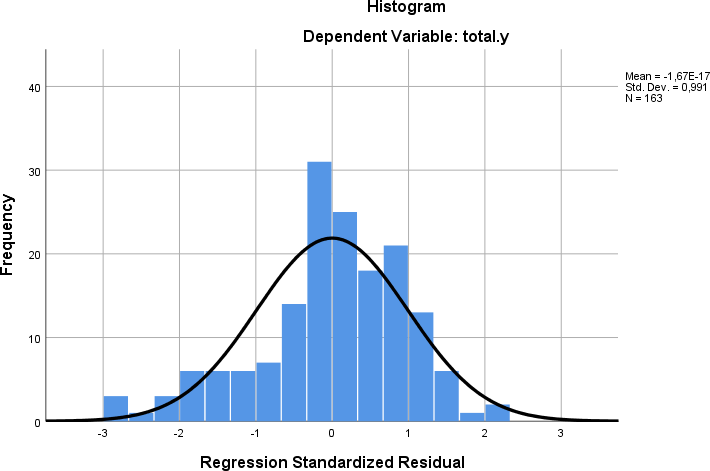 Histogram
Dependent Variable: total.y
Mean = -1,67E-17
Std. Dev. = 0,991
N = 163
Frequency
40
30
20
10
0
-3 -2 -1 0 1 2 3
Regression Standardized Residual